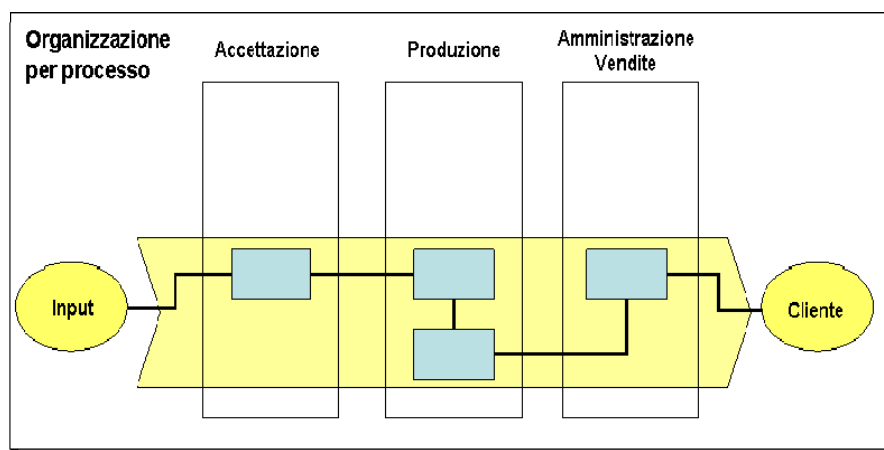 Organizzazione
per processo
Accettazione
Produzione
Amministrazione
Vendite
Input
Cliente